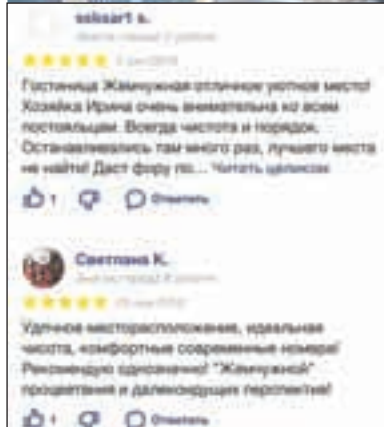 Гостиница Жемчужная отличное уютное место!
Хозяйка Ирина очень внимательна ко всем
постояльцам. Всегда чистота и порядок.
Останавливались там много раз, лучшего места
не найти! Даст фору по... Читать целиком
1 Ответить
Светлана К.
Удачное месторасположение, идеальная
чистота, комфортные современные номера!
Рекомендую однозначно! "Жемчужной"
процветания и далекоидущих перспектив!
1 Ответить